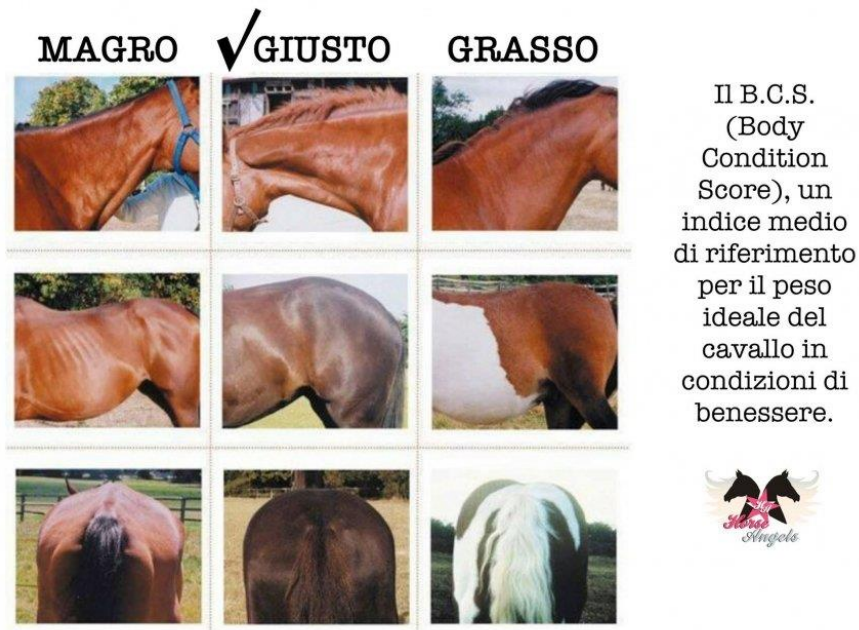 MAGRO
√GIUSTO
GRASSO
Il B.C.S.
(Body
Condition
Score), un
indice medio
di riferimento
per il peso
ideale del
cavallo in
condizioni di
benessere.
Horse
Angels